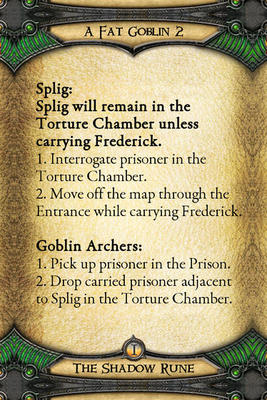 A Fat Goblin 2
Splig:
Splig will remain in the
Torture Chamber unless
carrying Frederick.
1. Interrogate prisoner in the
Torture Chamber.
2. Move off the map through the
Entrance while carrying Frederick.
Goblin Archers:
1. Pick up prisoner in the Prison.
2. Drop carried prisoner adjacent
to Splig in the Torture Chamber.
1
The Shadow Rune